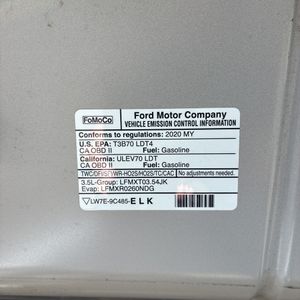 FoMoCo
Ford Motor Company
VEHICLE EMISSION CONTROL INFORMATION
Conforms to regulations: 2020 MY
U.S. EPA: T3B70 LDT4
CA OBD II Fuel: Gasoline
California: ULEV70 LDT
CA OBD II Fuel: Gasoline
TWC/DFI/SFI/WR-HO2S/HO2S/TC/CAC No adjustments needed.
3.5L-Group: LFMXT03.54JK
Evap: LFMXR0260NDG
LW7E-9C485-ELK